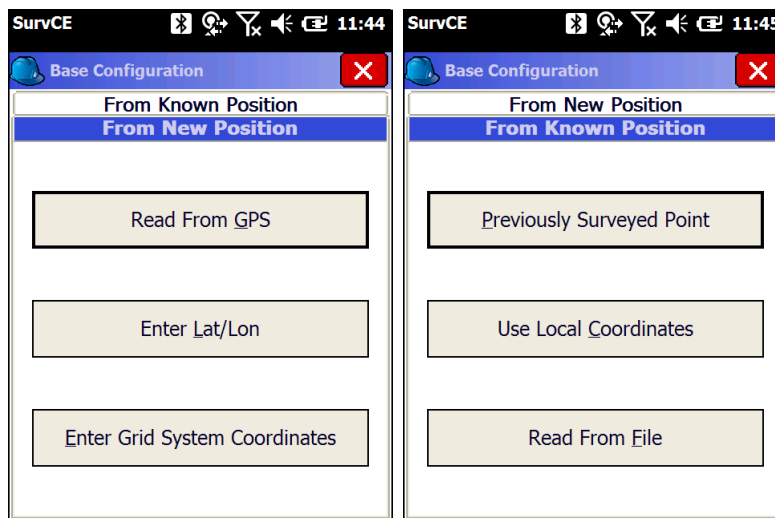 SurvCE 11:44
Base Configuration
From Known Position
From New Position
Read From GPS
Enter Lat/Lon
Enter Grid System Coordinates
SurvCE 11:45
Base Configuration
From New Position
From Known Position
Previously Surveyed Point
Use Local Coordinates
Read From File